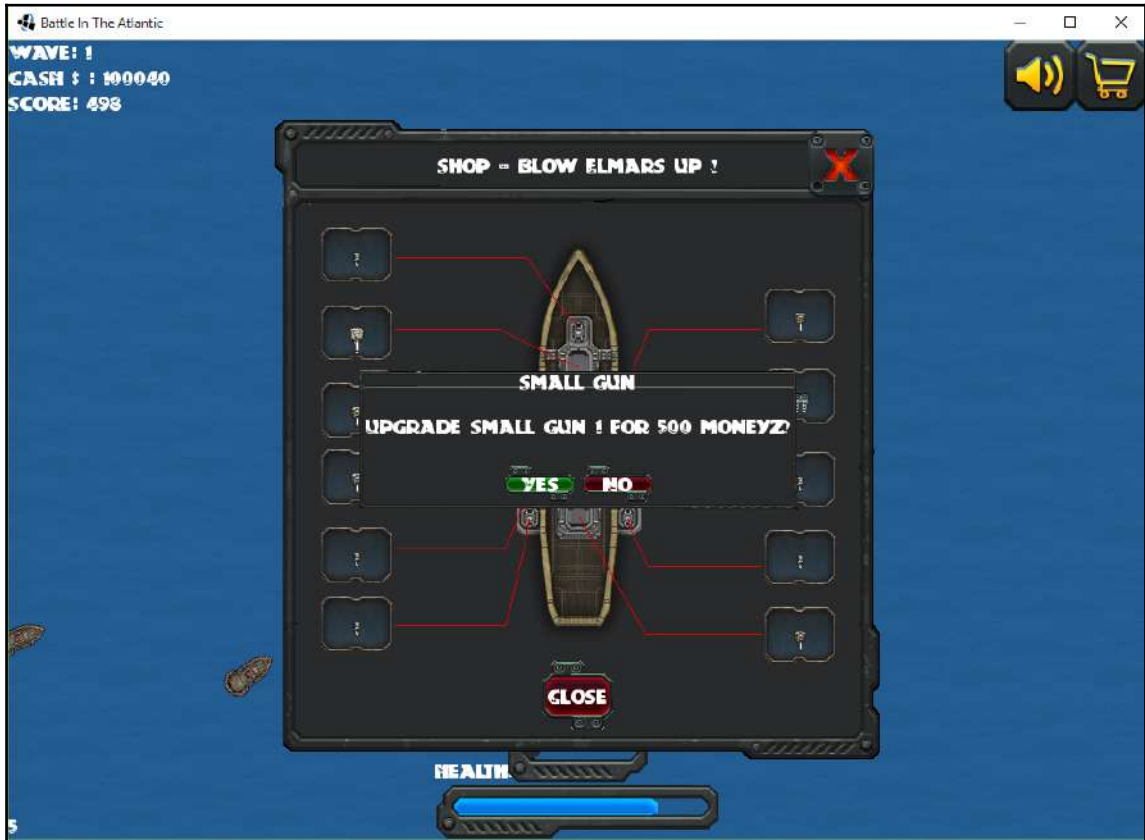 Battle In The Atlantic
WAVE: 1
CASH $ : 100040
SCORE: 498
SHOP - BLOW ELMARS UP !
X
SMALL GUN
UPGRADE SMALL GUN 1 FOR 500 MONEYZ?
YES NO
CLOSE
HEALTH
5